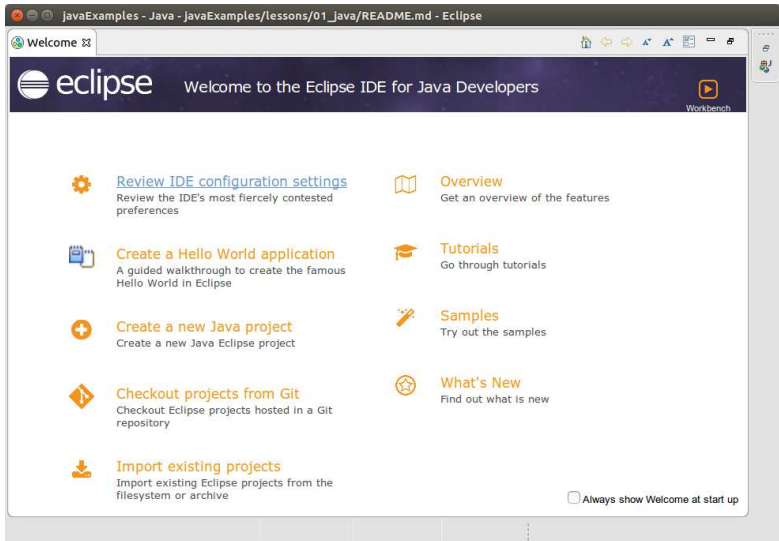 javaExamples - Java - javaExamples/lessons/01_java/README.md - Eclipse
Welcome
eclipse
Welcome to the Eclipse IDE for Java Developers
Workbench
Review IDE configuration settings
Review the IDE's most fiercely contested
preferences
Create a Hello World application
A guided walkthrough to create the famous
Hello World in Eclipse
Create a new Java project
Create a new Java Eclipse project
Checkout projects from Git
Checkout Eclipse projects hosted in a Git
repository
Import existing projects
Import existing Eclipse projects from the
filesystem or archive
Overview
Get an overview of the features
Tutorials
Go through tutorials
Samples
Try out the samples
What's New
Find out what is new
Always show Welcome at start up